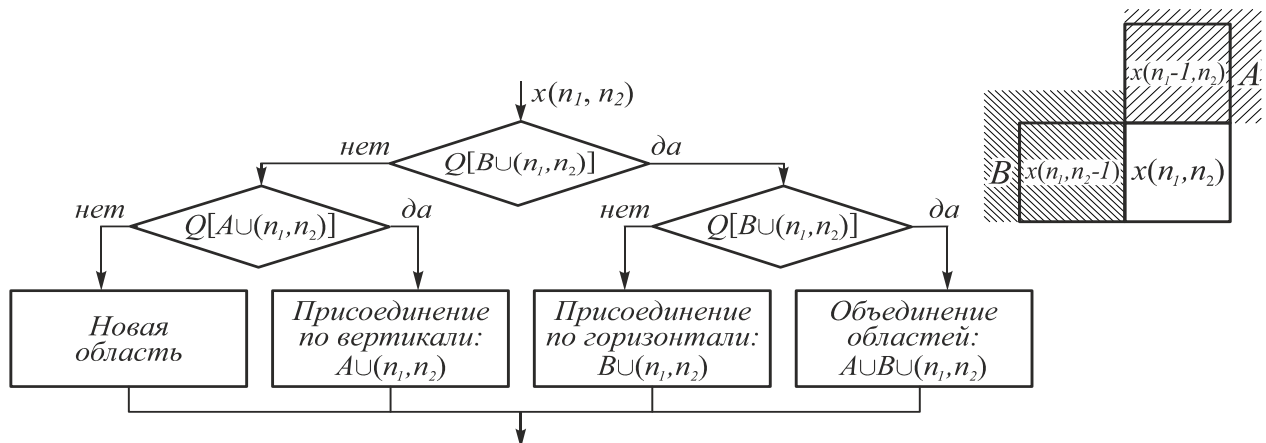 x(n₁, n₂)
нет
да
Q[B∪(n₁,n₂)]
нет
да
нет
да
Q[A∪(n₁,n₂)]
Q[B∪(n₁,n₂)]
Новая
область
Присоединение
по вертикали:
A∪(n₁,n₂)
Присоединение
по горизонтали:
B∪(n₁,n₂)
Объединение
областей:
A∪B∪(n₁,n₂)
x(n₁-1,n₂)
A
B
x(n₁,n₂-1)
x(n₁,n₂)